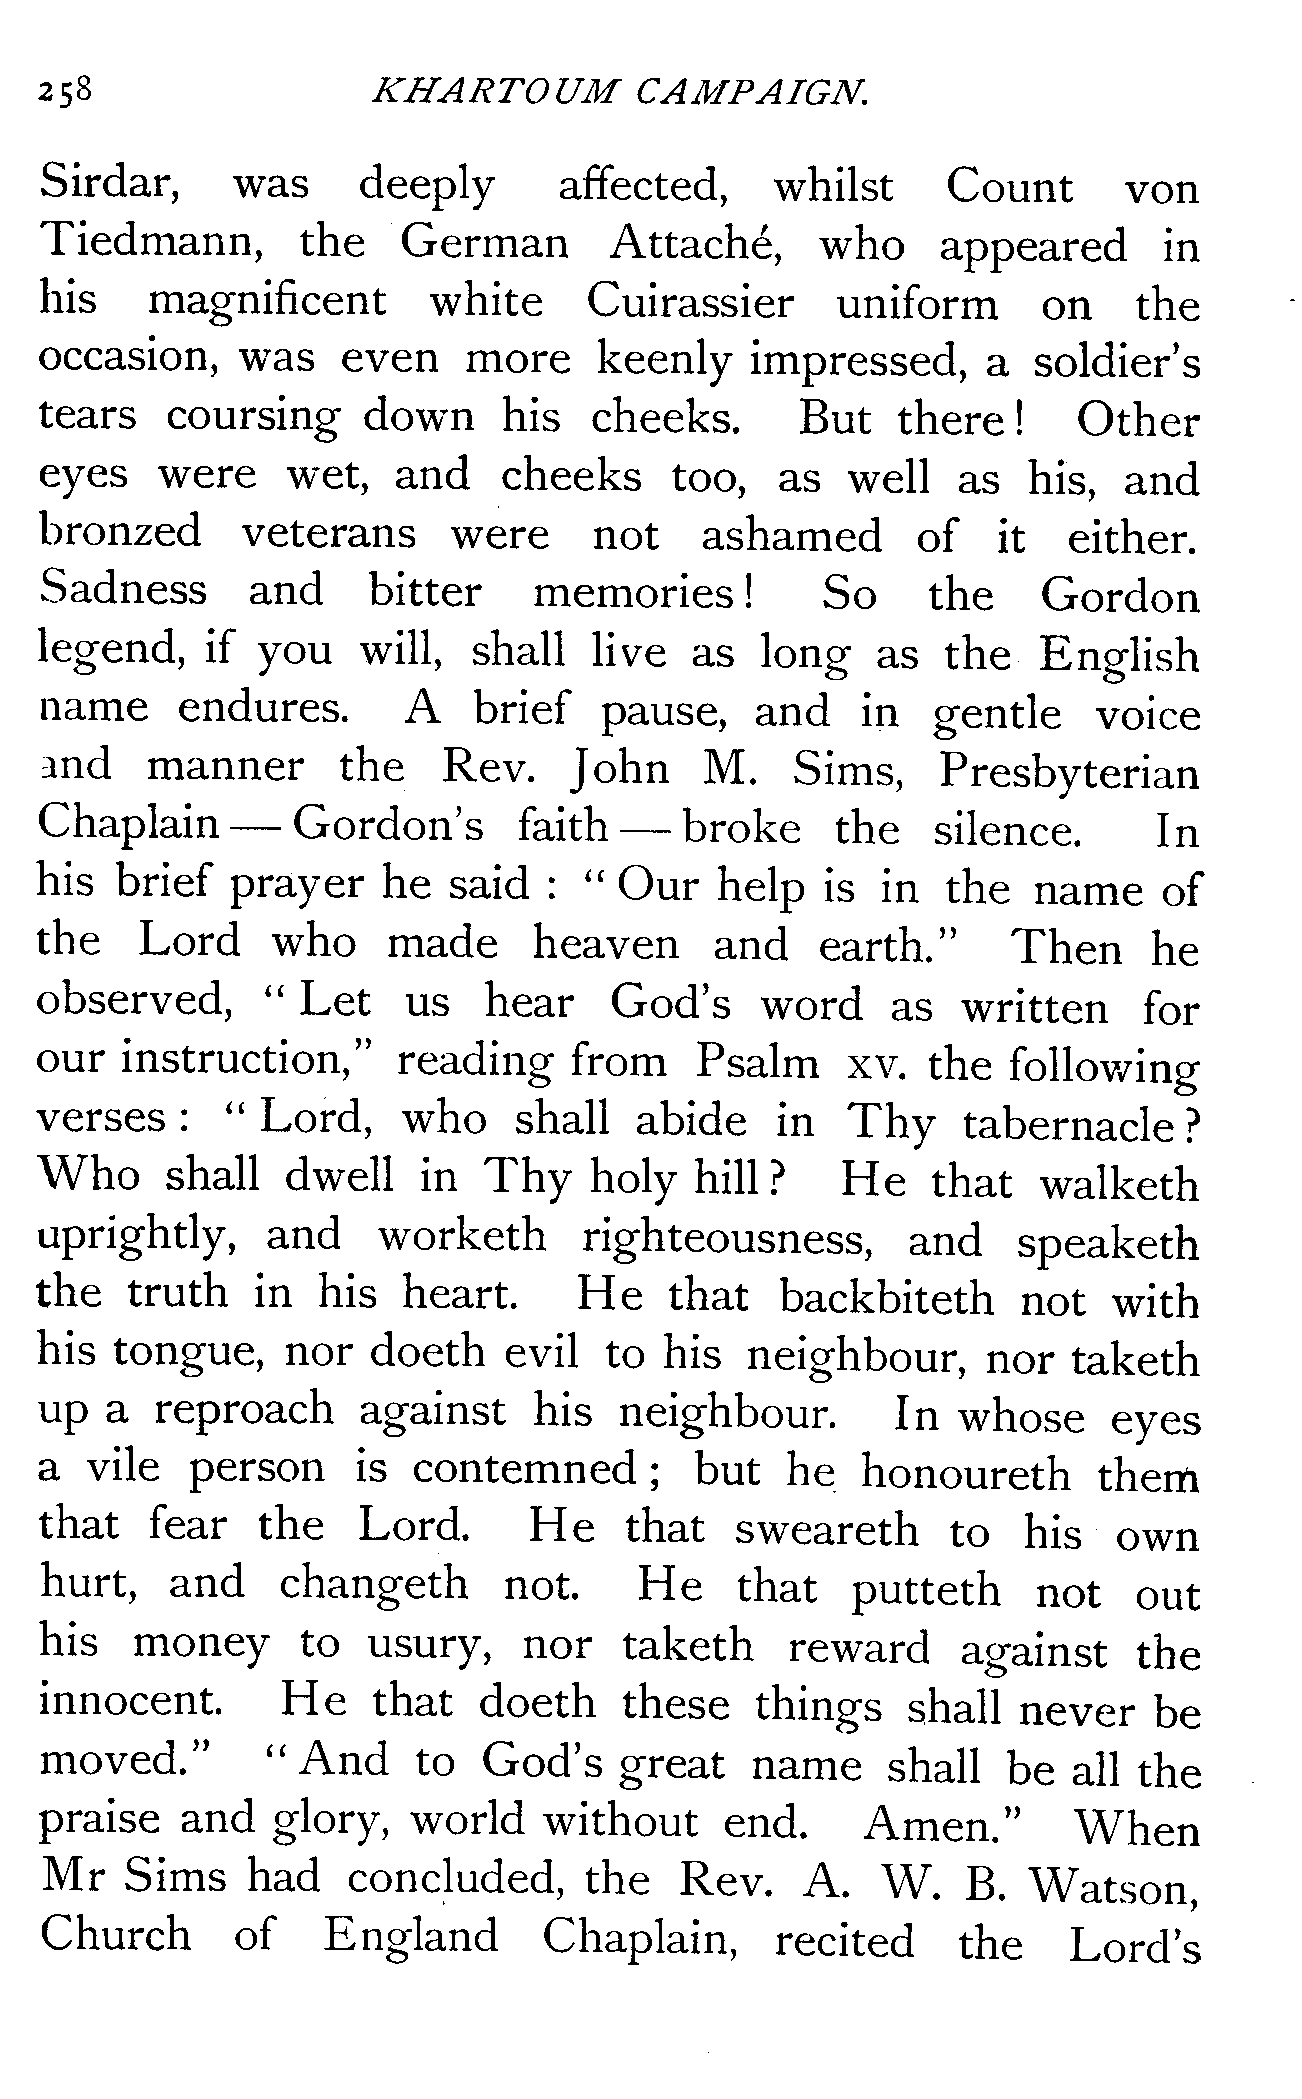 258 KHARTOUM CAMPAIGN.
Sirdar, was deeply affected, whilst Count von
Tiedmann, the German Attaché, who appeared in
his magnificent white Cuirassier uniform on the
occasion, was even more keenly impressed, a soldier's
tears coursing down his cheeks. But there! Other
eyes were wet, and cheeks too, as well as his, and
bronzed veterans were not ashamed of it either.
Sadness and bitter memories! So the Gordon
legend, if you will, shall live as long as the English
name endures. A brief pause, and in gentle voice
and manner the Rev. John M. Sims, Presbyterian
Chaplain — Gordon's faith — broke the silence. In
his brief prayer he said : " Our help is in the name of
the Lord who made heaven and earth." Then he
observed, " Let us hear God's word as written for
our instruction," reading from Psalm xv. the following
verses : " Lord, who shall abide in Thy tabernacle?
Who shall dwell in Thy holy hill? He that walketh
uprightly, and worketh righteousness, and speaketh
the truth in his heart. He that backbiteth not with
his tongue, nor doeth evil to his neighbour, nor taketh
up a reproach against his neighbour. In whose eyes
a vile person is contemned ; but he honoureth them
that fear the Lord. He that sweareth to his own
hurt, and changeth not. He that putteth not out
his money to usury, nor taketh reward against the
innocent. He that doeth these things shall never be
moved." " And to God's great name shall be all the
praise and glory, world without end. Amen." When
Mr Sims had concluded, the Rev. A. W. B. Watson,
Church of England Chaplain, recited the Lord's